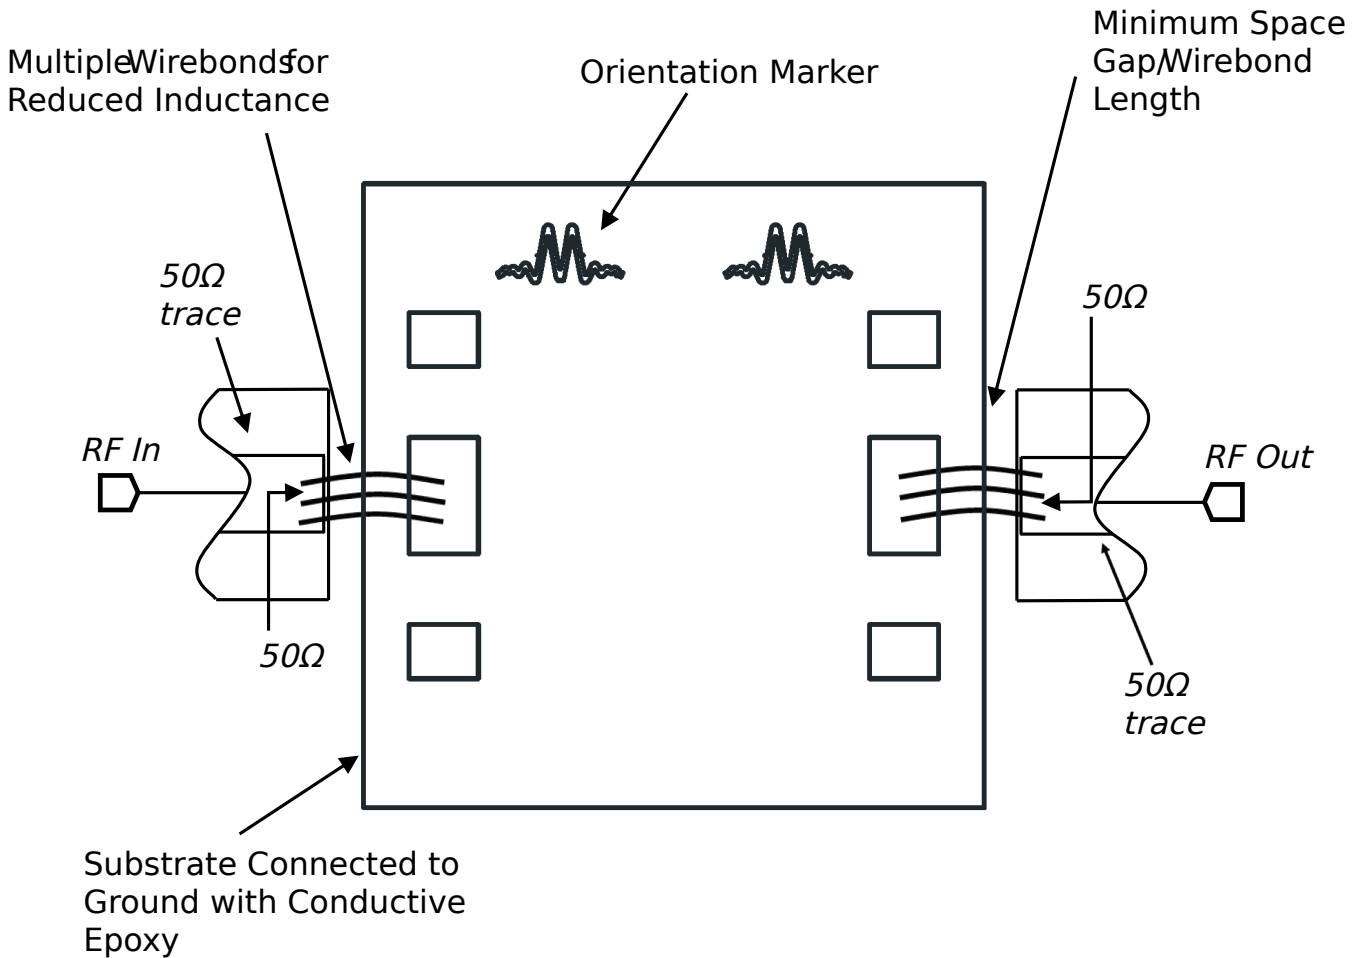 Multiple Wirebonds for
Reduced Inductance
Orientation Marker
Minimum Space
Gap/Wirebond
Length
50Ω
trace
50Ω
RF In
RF Out
50Ω
50Ω
trace
Substrate Connected to
Ground with Conductive
Epoxy